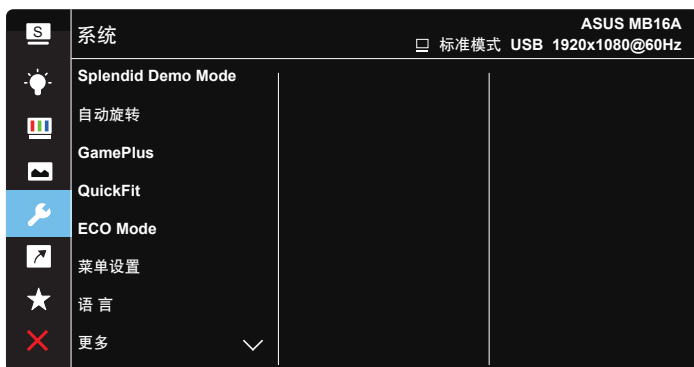 S
系统
ASUS MB16A
标准模式 USB 1920x1080@60Hz
Splendid Demo Mode
自动旋转
GamePlus
QuickFit
ECO Mode
菜单设置
语 言
更多